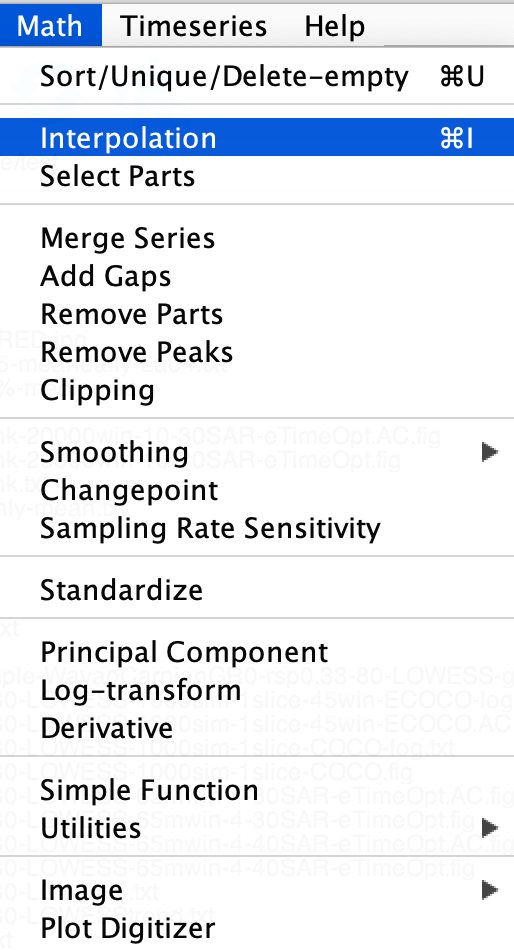 Math Timeseries Help
Sort/Unique/Delete-empty ⌘U
Interpolation ⌘I
Select Parts
Merge Series
Add Gaps
Remove Parts
Remove Peaks
Clipping
Smoothing
Changepoint
Sampling Rate Sensitivity
Standardize
Principal Component
Log-transform
Derivative
Simple Function
Utilities
Image
Plot Digitizer